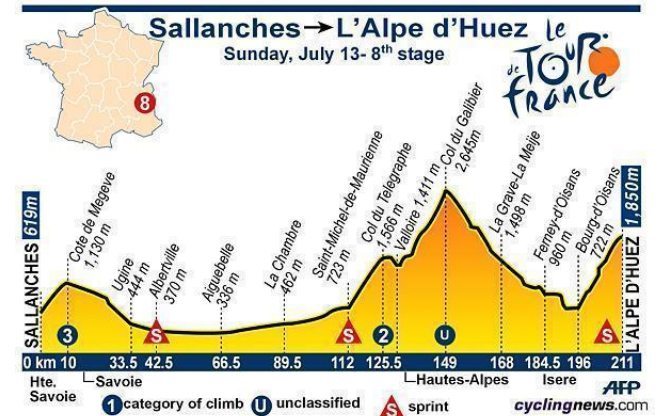 Sallanches→L'Alpe d'Huez
Sunday, July 13- 8th stage
le
TOUR
de
france
8
SALLANCHES 619m
Cote de Megeve
1,130 m
Ugine
444 m
Albertville
370 m
Aiguebelle
336 m
La Chambre
462 m
Saint-Michel-de-Maurienne
723 m
Col du Telegraphe
1,566 m
Valloire 1,411 m
Col du Galibier
2,645m
La Grave-La Meije
1,498 m
Ferney-d'Oisans
960 m
Bourg-d'Oisans
722 m
L'ALPE D'HUEZ 1,850m
3
S
S
2
U
S
0 km 10 33.5 42.5 66.5 89.5 112 125.5 149 168 184.5 196 211
Hte.
Savoie
Savoie
Hautes-Alpes
Isere
AFP
1 category of climb U unclassified S sprint
cyclingnews.com